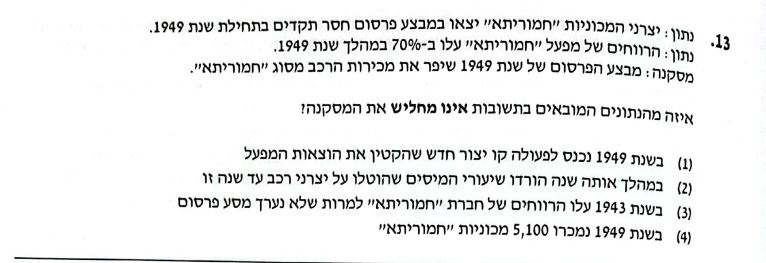 13. נתון: יצרני המכוניות "חמוריתא" יצאו במבצע פרסום חסר תקדים בתחילת שנת 1949.
נתון: הרווחים של מפעל "חמוריתא" עלו ב-70% במהלך שנת 1949.
מסקנה: מבצע הפרסום של שנת 1949 שיפר את מכירות הרכב מסוג "חמוריתא".
איזה מהנתונים המובאים בתשובות אינו מחליש את המסקנה?
(1) בשנת 1949 נכנס לפעולה קו יצור חדש שהקטין את הוצאות המפעל
(2) במהלך אותה שנה הורדו שיעורי המיסים שהוטלו על יצרני רכב עד שנה זו
(3) בשנת 1943 עלו הרווחים של חברת "חמוריתא" למרות שלא נערך מסע פרסום
(4) בשנת 1949 נמכרו 5,100 מכוניות "חמוריתא"